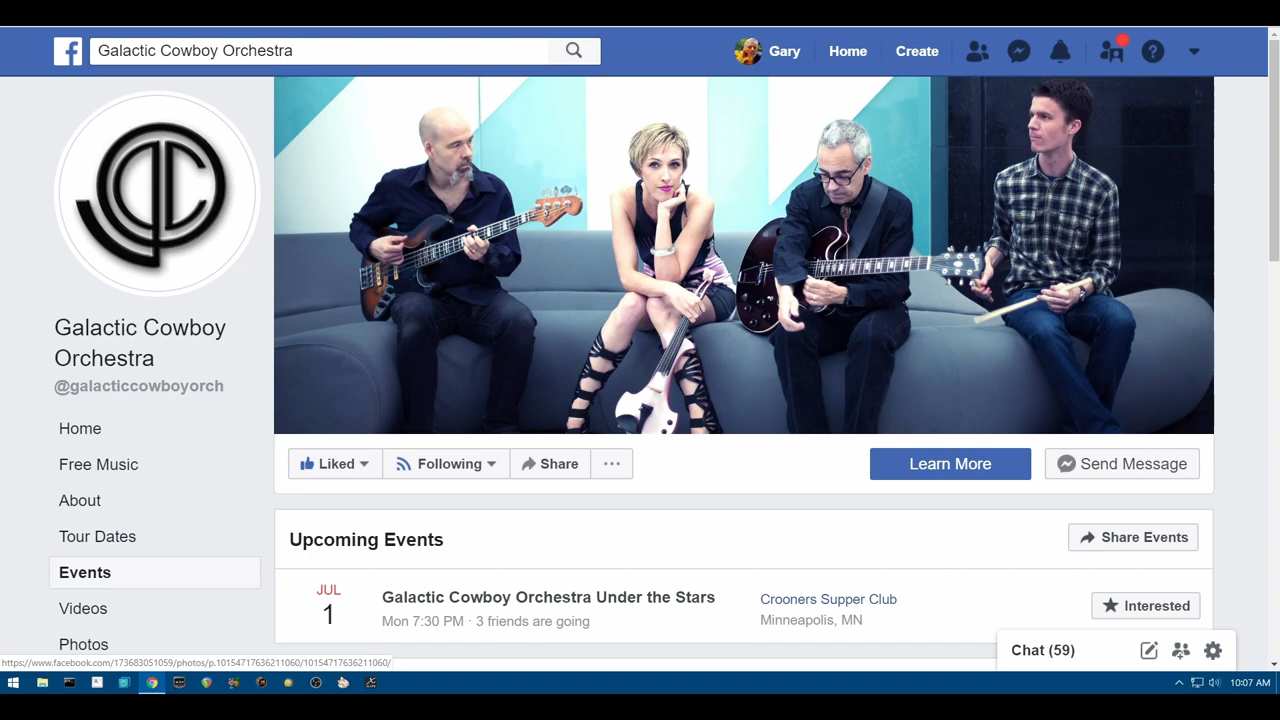 Galactic Cowboy Orchestra
Gary
Home
Create
Galactic Cowboy
Orchestra
@galacticcowboyorch
Home
Free Music
About
Tour Dates
Events
Videos
Photos
Liked
Following
Share
Learn More
Send Message
Upcoming Events
Share Events
JUL
1
Galactic Cowboy Orchestra Under the Stars
Mon 7:30 PM · 3 friends are going
Crooners Supper Club
Minneapolis, MN
Interested
Chat (59)
https://www.facebook.com/173683051059/photos/p.10154717636211060/10154717636211060/
10:07 AM